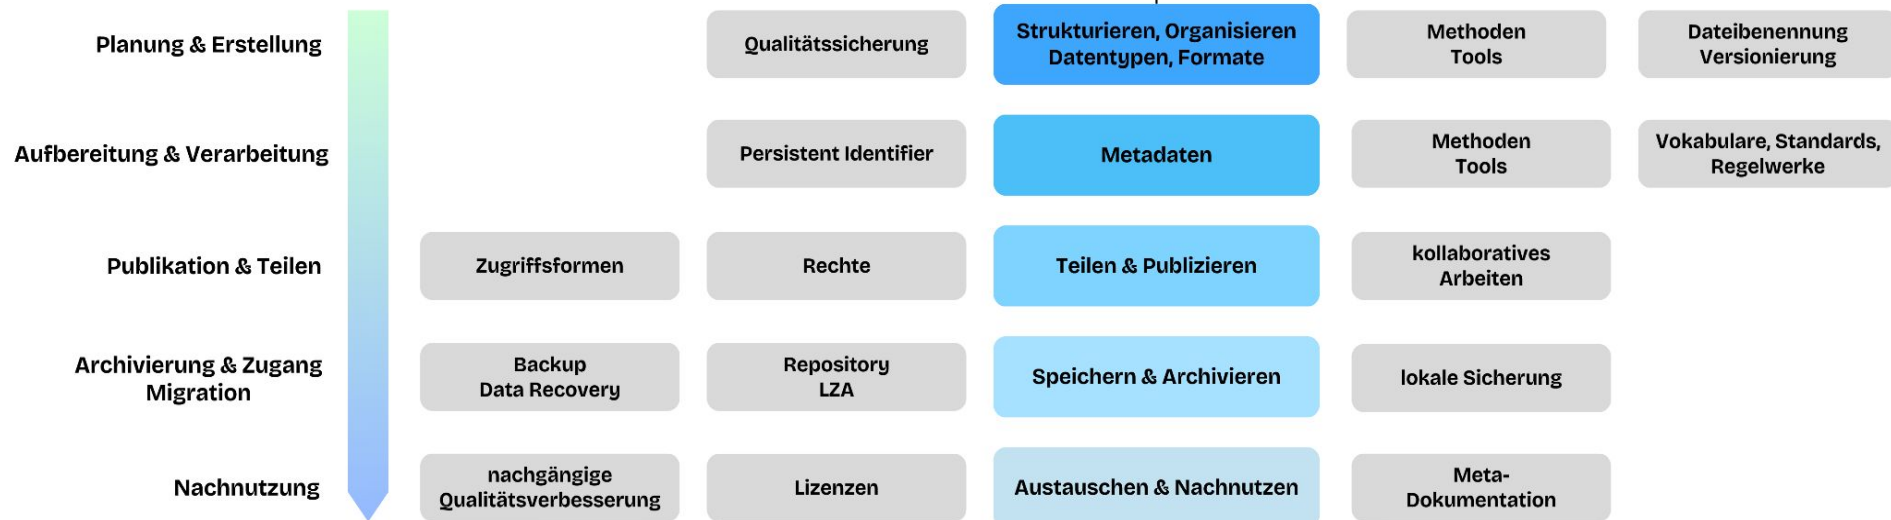 Planung & Erstellung
Qualitätssicherung
Strukturieren, Organisieren
Datentypen, Formate
Methoden
Tools
Dateibenennung
Versionierung
Aufbereitung & Verarbeitung
Persistent Identifier
Metadaten
Methoden
Tools
Vokabulare, Standards,
Regelwerke
Publikation & Teilen
Zugriffsformen
Rechte
Teilen & Publizieren
kollaboratives
Arbeiten
Archivierung & Zugang
Migration
Backup
Data Recovery
Repository
LZA
Speichern & Archivieren
lokale Sicherung
Nachnutzung
nachgängige
Qualitätsverbesserung
Lizenzen
Austauschen & Nachnutzen
Meta-
Dokumentation